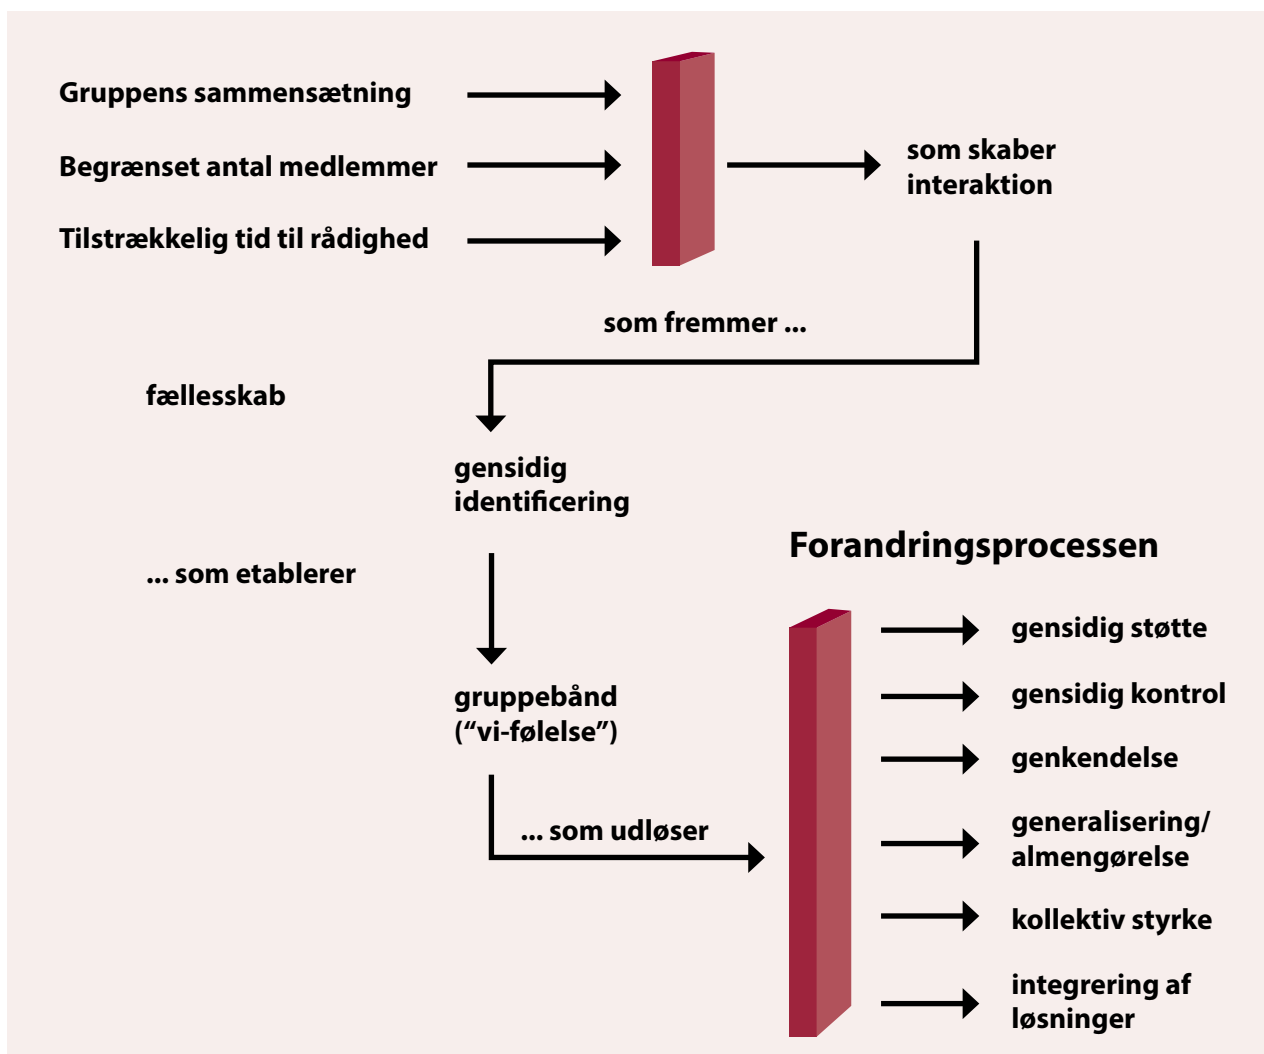 Gruppens sammensætning
Begrænset antal medlemmer
Tilstrækkelig tid til rådighed
som skaber
interaktion
som fremmer ...
fællesskab
gensidig
identificering
... som etablerer
gruppebånd
(“vi-følelse”)
... som udløser
Forandringsprocessen
gensidig støtte
gensidig kontrol
genkendelse
generalisering/
almengørelse
kollektiv styrke
integrering af
løsninger